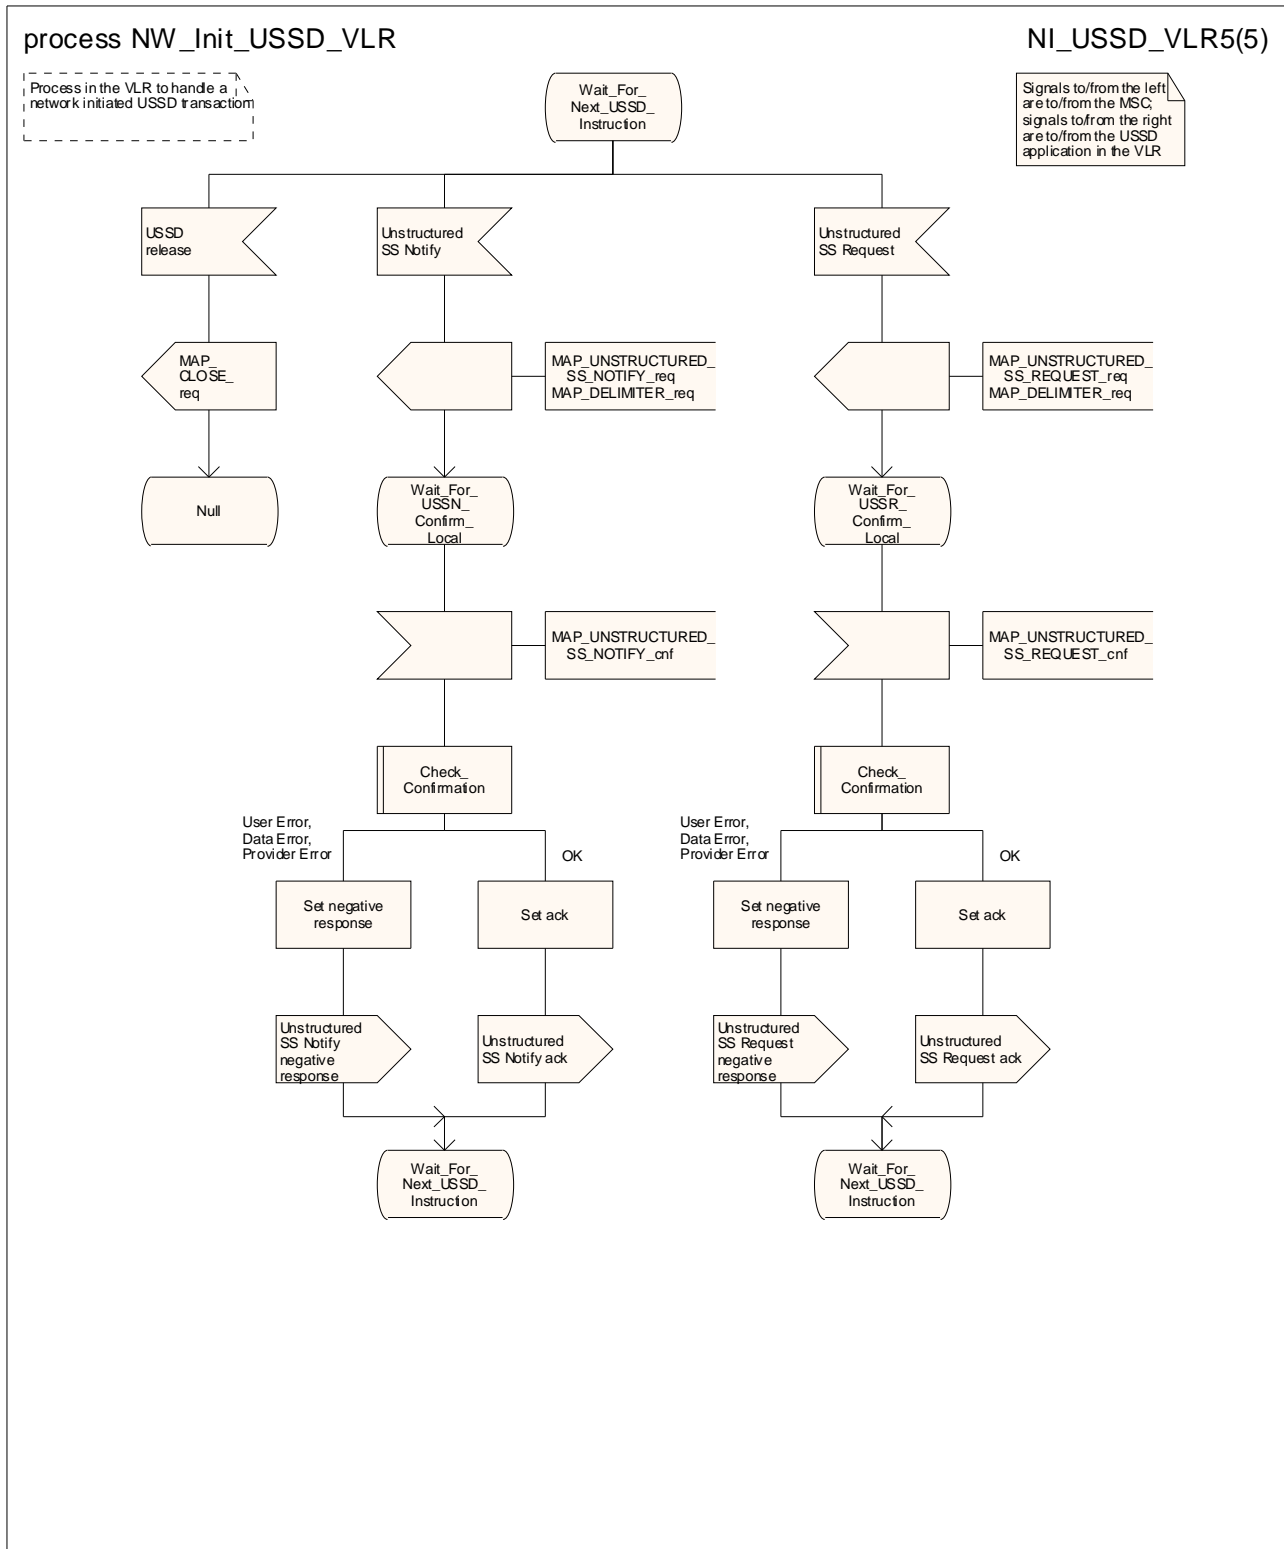 process NW_Init_USSD_VLR
NI_USSD_VLR5(5)
Process in the VLR to handle a
network initiated USSD transaction
Wait_For_
Next_USSD_
Instruction
Signals to/from the left
are to/from the MSC;
signals to/from the right
are to/from the USSD
application in the VLR
USSD
release
Unstructured
SS Notify
Unstructured
SS Request
MAP_
CLOSE_
req
MAP_UNSTRUCTURED_
SS_NOTIFY_req
MAP_DELIMITER_req
MAP_UNSTRUCTURED_
SS_REQUEST_req
MAP_DELIMITER_req
Null
Wait_For_
USSN_
Confirm_
Local
Wait_For_
USSR_
Confirm_
Local
MAP_UNSTRUCTURED_
SS_NOTIFY_cnf
MAP_UNSTRUCTURED_
SS_REQUEST_cnf
Check_
Confirmation
Check_
Confirmation
User Error,
Data Error,
Provider Error
OK
User Error,
Data Error,
Provider Error
OK
Set negative
response
Set ack
Set negative
response
Set ack
Unstructured
SS Notify
negative
response
Unstructured
SS Notify ack
Unstructured
SS Request
negative
response
Unstructured
SS Request ack
Wait_For_
Next_USSD_
Instruction
Wait_For_
Next_USSD_
Instruction